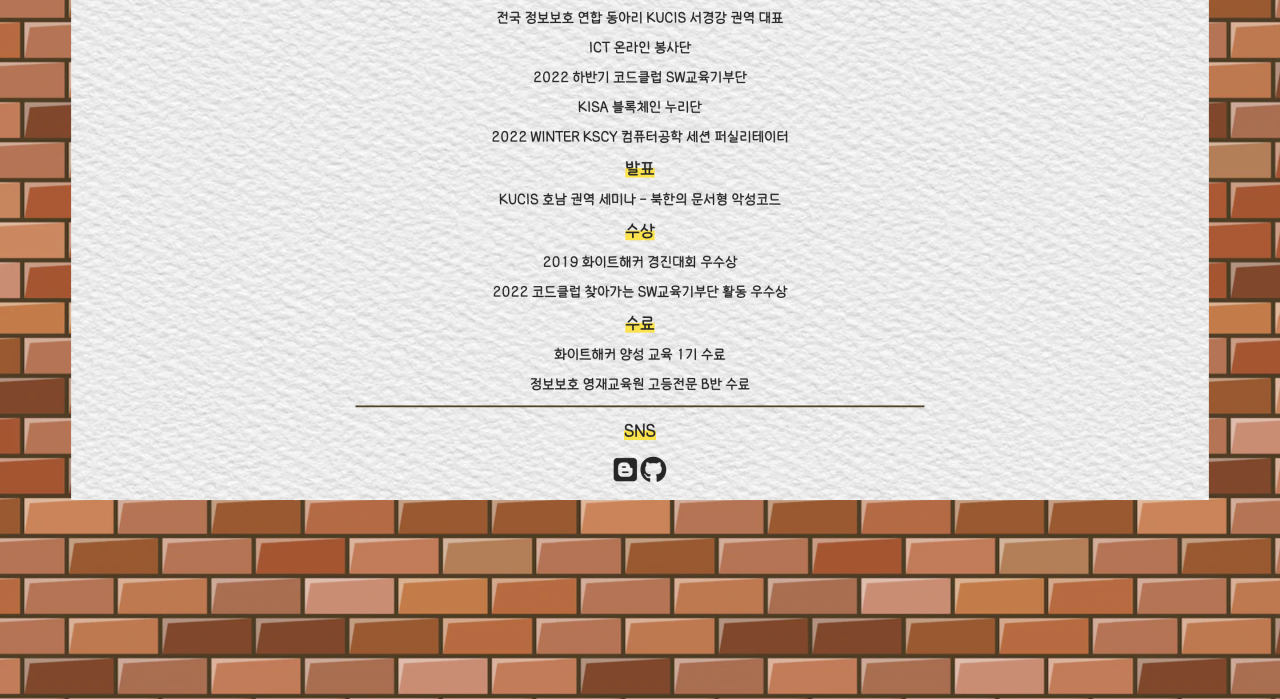 전국 정보보호 연합 동아리 KUCIS 서경강 권역 대표
ICT 온라인 봉사단
2022 하반기 코드클럽 SW교육기부단
KISA 블록체인 누리단
2022 WINTER KSCY 컴퓨터공학 세션 퍼실리테이터
발표
KUCIS 호남 권역 세미나 - 북한의 문서형 악성코드
수상
2019 화이트해커 경진대회 우수상
2022 코드클럽 찾아가는 SW교육기부단 활동 우수상
수료
화이트해커 양성 교육 1기 수료
정보보호 영재교육원 고등전문 B반 수료
SNS